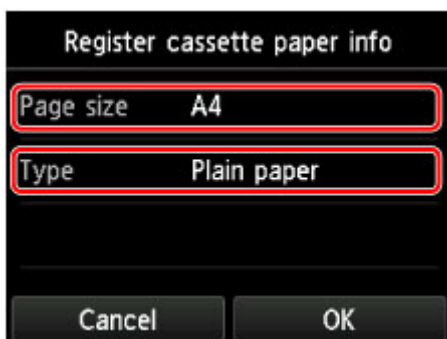 Register cassette paper info
Page size A4
Type Plain paper
Cancel OK